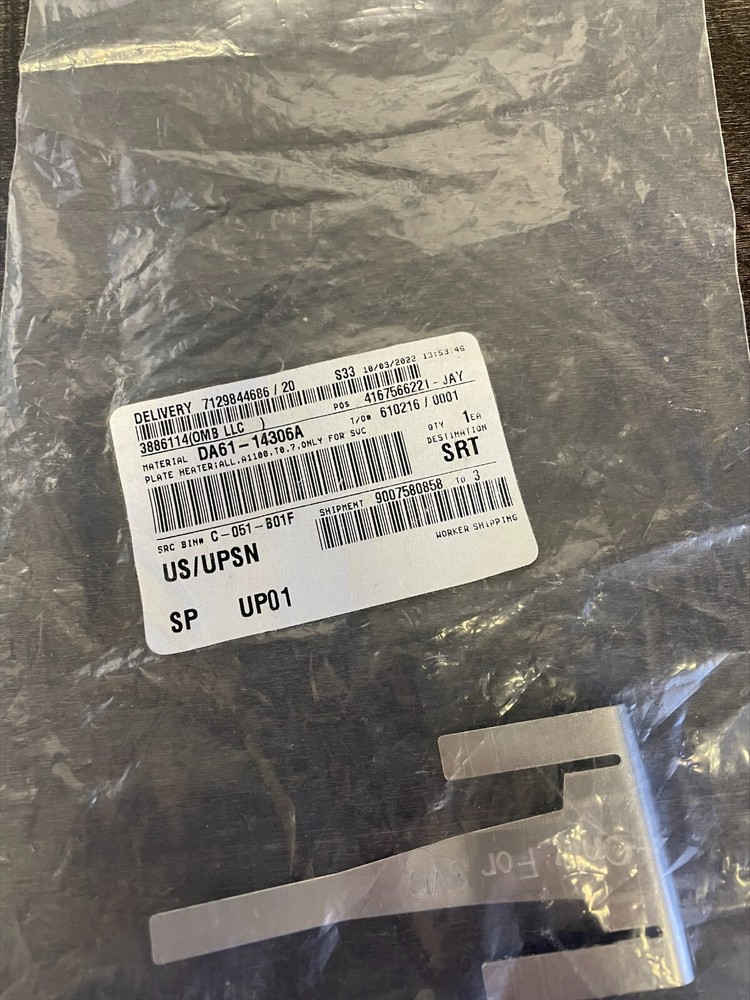 DELIVERY 7129844686 / 20 S33 10/03/2022 13:53:46
3886114(OMB LLC ) POS 4167566221-JAY
MATERIAL DA61-14306A T/O# 610216 / 0001
PLATE HEATER:ALL,A1100,T0.7,ONLY FOR SVC QTY 1EA
DESTINATION
SRT
SRC BIN# C-051-B01F SHIPMENT 9007580858 TO 3
US/UPSN WORKER SHIPPING
SP UP01
For SVC